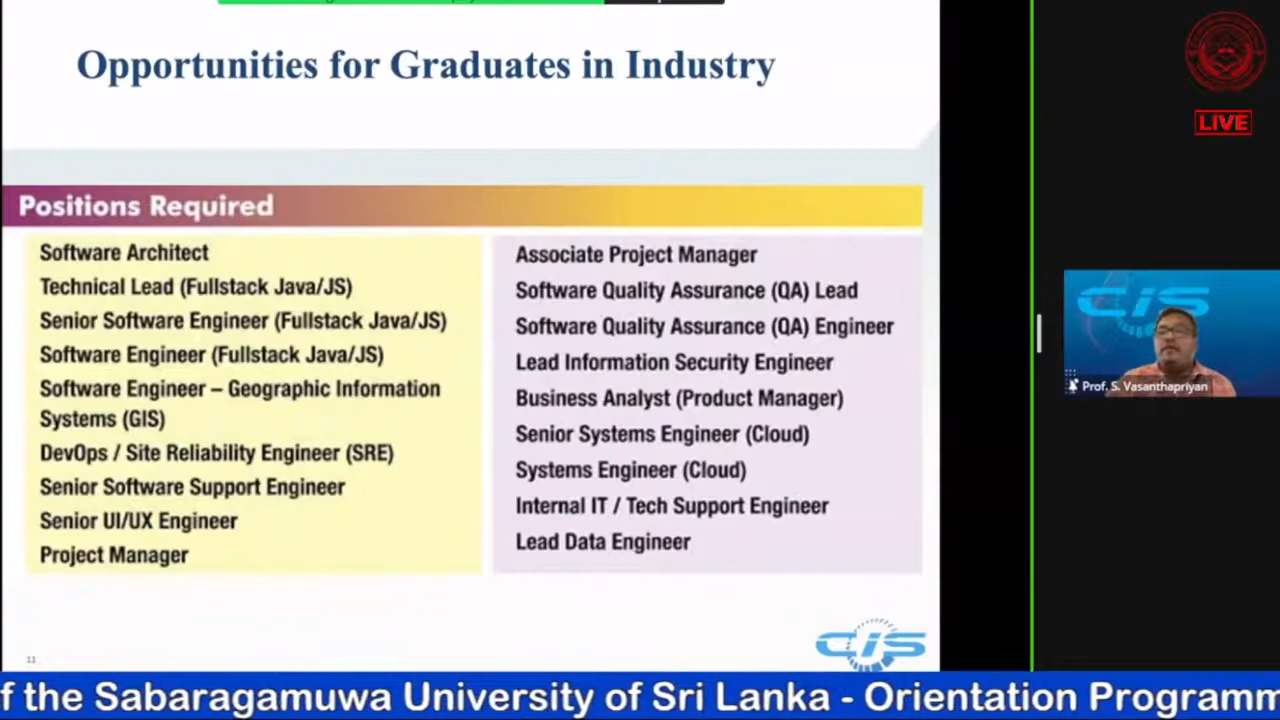 Opportunities for Graduates in Industry
LIVE
Positions Required
Software Architect
Technical Lead (Fullstack Java/JS)
Senior Software Engineer (Fullstack Java/JS)
Software Engineer (Fullstack Java/JS)
Software Engineer – Geographic Information
Systems (GIS)
DevOps / Site Reliability Engineer (SRE)
Senior Software Support Engineer
Senior UI/UX Engineer
Project Manager
Associate Project Manager
Software Quality Assurance (QA) Lead
Software Quality Assurance (QA) Engineer
Lead Information Security Engineer
Business Analyst (Product Manager)
Senior Systems Engineer (Cloud)
Systems Engineer (Cloud)
Internal IT / Tech Support Engineer
Lead Data Engineer
CIS
Prof. S. Vasanthapriyan
11
CIS
f the Sabaragamuwa University of Sri Lanka - Orientation Programm